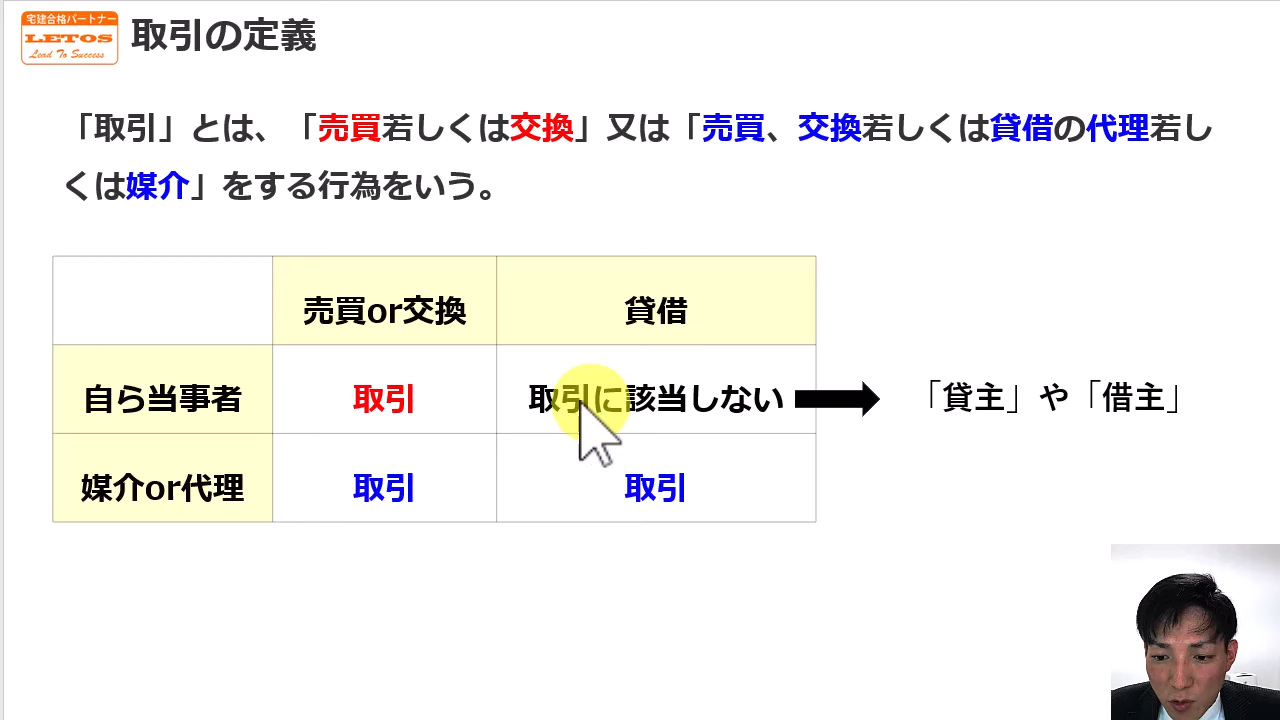 宅建合格パートナー
LETOS
Lead To Success
取引の定義
「取引」とは、「売買若しくは交換」又は「売買、交換若しくは貸借の代理若し
くは媒介」をする行為をいう。
売買or交換 貸借
自ら当事者 取引 取引に該当しない 「貸主」や「借主」
媒介or代理 取引 取引